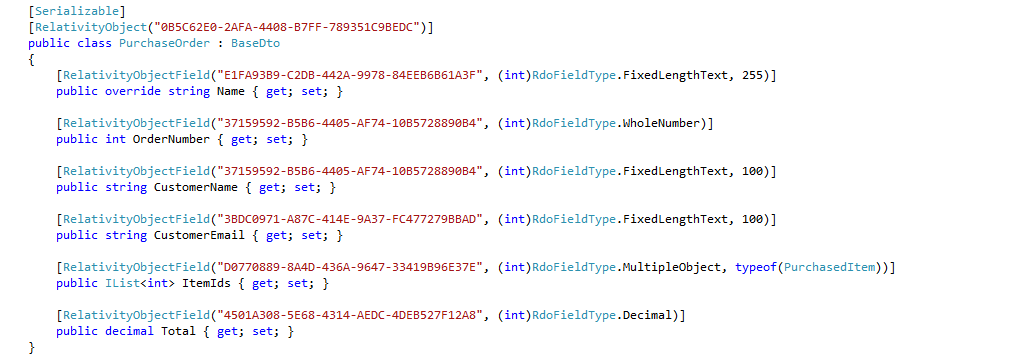 [Serializable]
[RelativityObject("0B5C62E0-2AFA-4408-B7FF-789351C9BEDC")]
public class PurchaseOrder : BaseDto
{
[RelativityObjectField("E1FA93B9-C2DB-442A-9978-84EEB6B61A3F", (int)RdoFieldType.FixedLengthText, 255)]
public override string Name { get; set; }
[RelativityObjectField("37159592-B5B6-4405-AF74-10B5728890B4", (int)RdoFieldType.WholeNumber)]
public int OrderNumber { get; set; }
[RelativityObjectField("37159592-B5B6-4405-AF74-10B5728890B4", (int)RdoFieldType.FixedLengthText, 100)]
public string CustomerName { get; set; }
[RelativityObjectField("3BDC0971-A87C-414E-9A37-FC477279BBAD", (int)RdoFieldType.FixedLengthText, 100)]
public string CustomerEmail { get; set; }
[RelativityObjectField("D0770889-8A4D-436A-9647-33419B96E37E", (int)RdoFieldType.MultipleObject, typeof(PurchasedItem))]
public IList<int> ItemIds { get; set; }
[RelativityObjectField("4501A308-5E68-4314-AEDC-4DEB527F12A8", (int)RdoFieldType.Decimal)]
public decimal Total { get; set; }
}